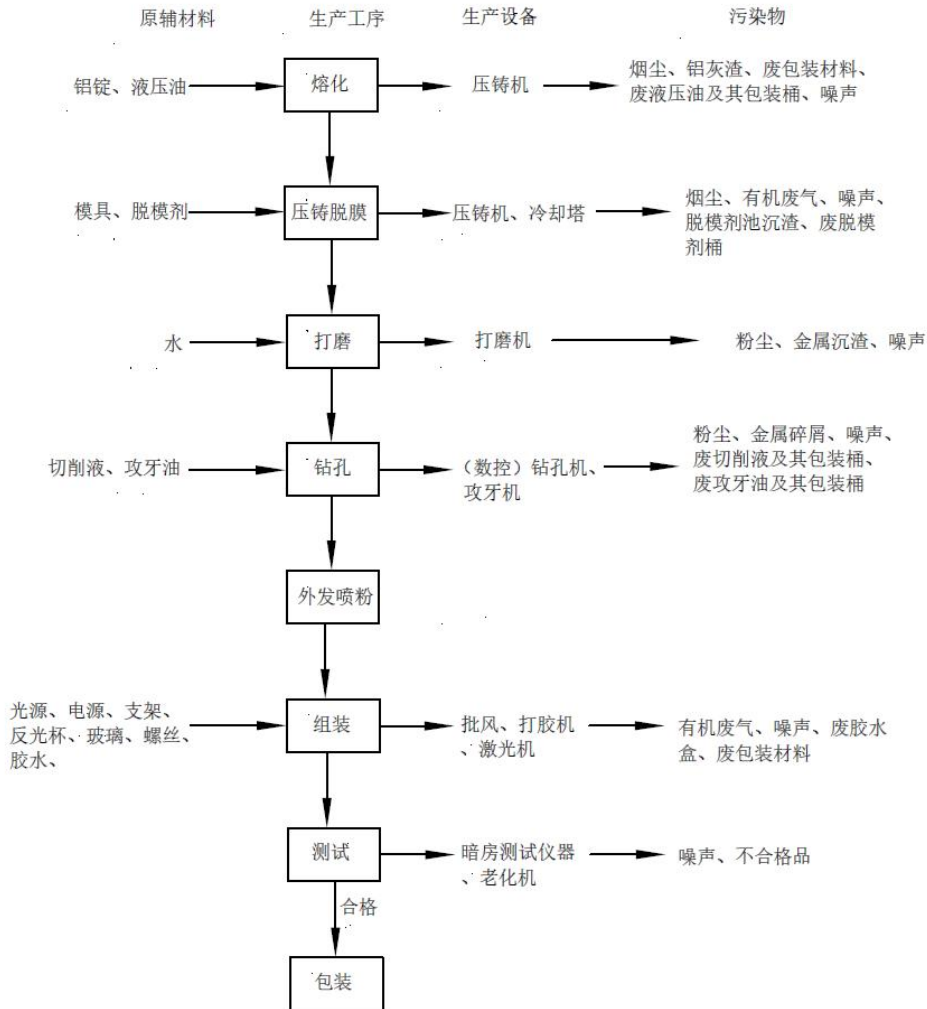 原辅材料
生产工序
生产设备
污染物
铝锭、液压油
熔化
压铸机
烟尘、铝灰渣、废包装材料、
废液压油及其包装桶、噪声
模具、脱模剂
压铸脱膜
压铸机、冷却塔
烟尘、有机废气、噪声、
脱模剂池沉渣、废脱模
剂桶
水
打磨
打磨机
粉尘、金属沉渣、噪声
切削液、攻牙油
钻孔
（数控）钻孔机、
攻牙机
粉尘、金属碎屑、噪声、
废切削液及其包装桶、
废攻牙油及其包装桶
外发喷粉
光源、电源、支架、
反光杯、玻璃、螺丝、
胶水、
组装
批风、打胶机
、激光机
有机废气、噪声、废胶水
盒、废包装材料
测试
暗房测试仪器
、老化机
噪声、不合格品
合格
包装